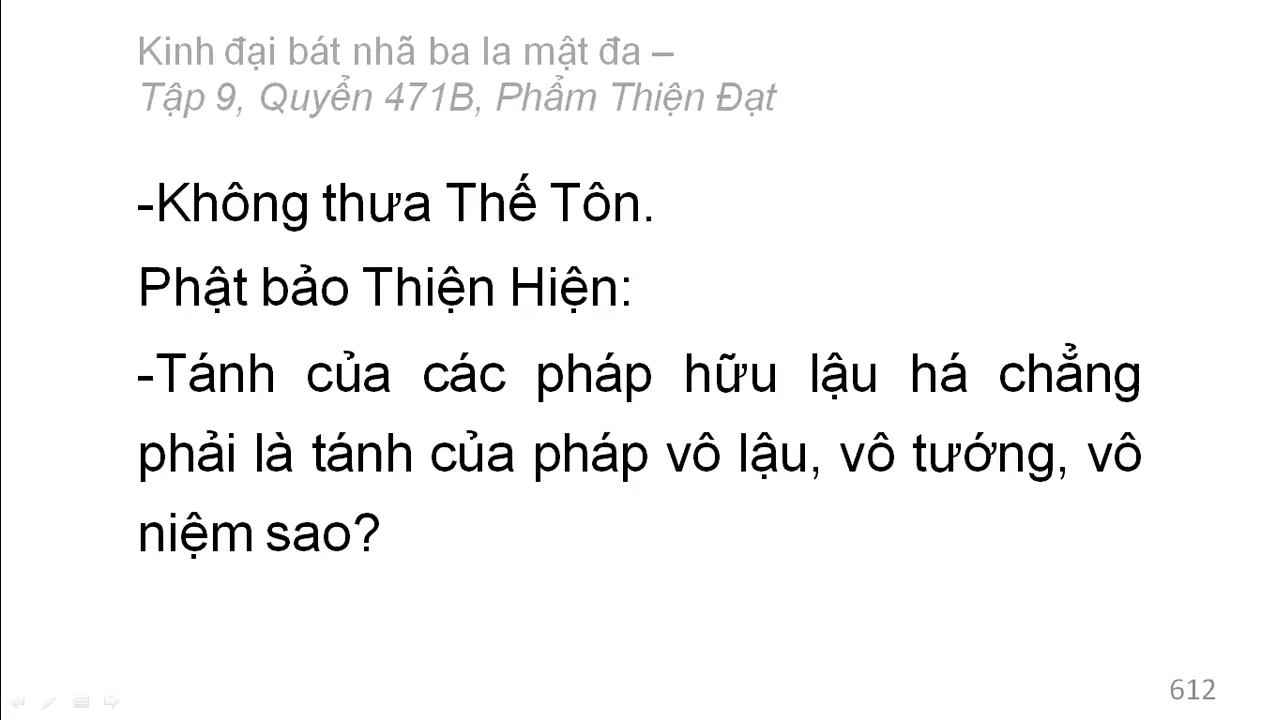 Kinh đại bát nhã ba la mật đa –
Tập 9, Quyển 471B, Phẩm Thiện Đạt
-Không thưa Thế Tôn.
Phật bảo Thiện Hiện:
-Tánh của các pháp hữu lậu há chẳng
phải là tánh của pháp vô lậu, vô tướng, vô
niệm sao?
612